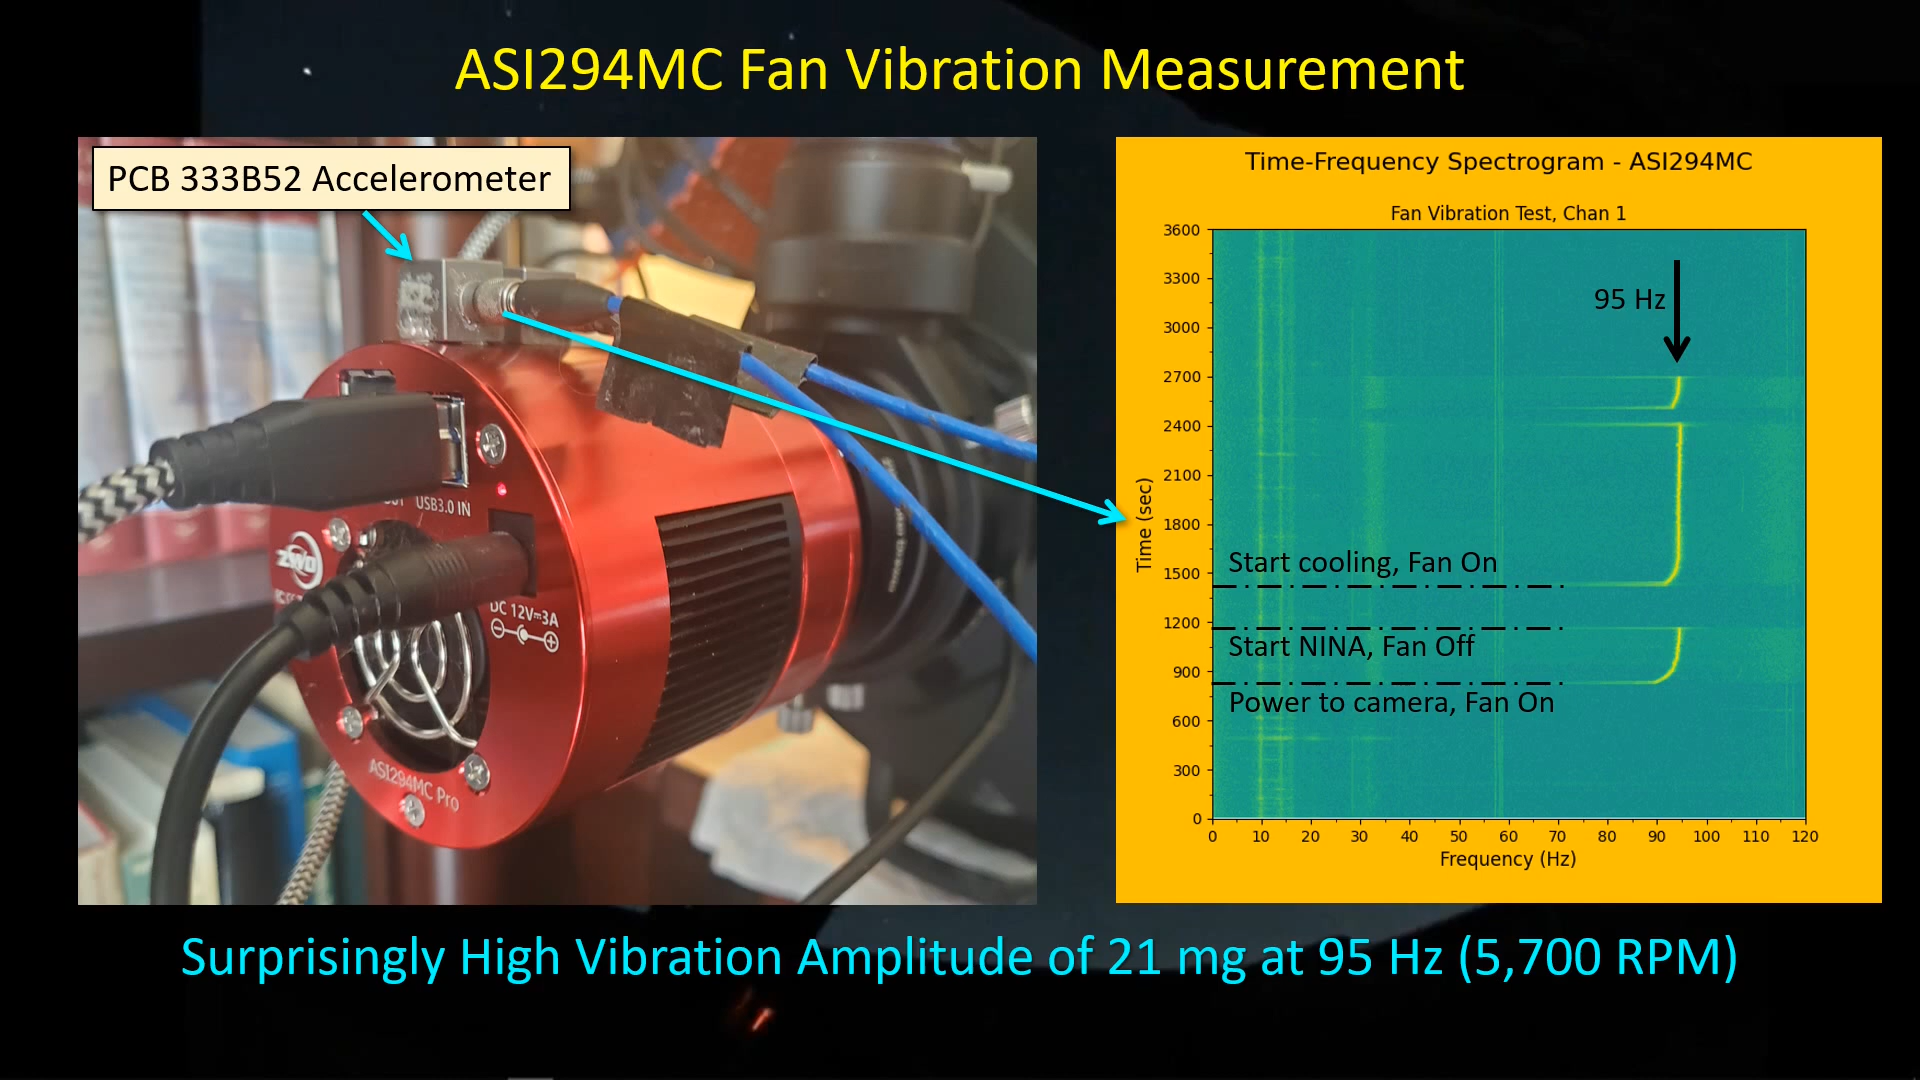 ASI294MC Fan Vibration Measurement
PCB 333B52 Accelerometer
USB3.0 IN
ZWO
DC 12V⎓3A
ASI294MC Pro
Time-Frequency Spectrogram - ASI294MC
Fan Vibration Test, Chan 1
3600
3300
3000
2700
2400
2100
1800
1500
1200
900
600
300
0
Time (sec)
95 Hz
Start cooling, Fan On
Start NINA, Fan Off
Power to camera, Fan On
0 10 20 30 40 50 60 70 80 90 100 110 120
Frequency (Hz)
Surprisingly High Vibration Amplitude of 21 mg at 95 Hz (5,700 RPM)